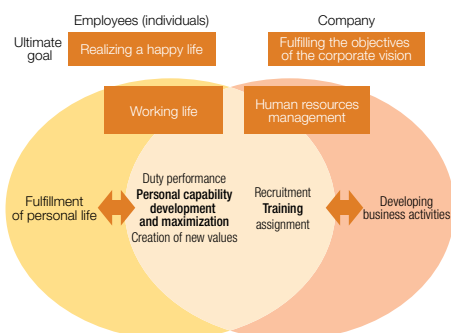 Employees (individuals)
Company
Ultimate
goal
Realizing a happy life
Fulfilling the objectives
of the corporate vision
Working life
Human resources
management
Fulfillment
of personal life
Duty performance
Personal capability
development
and maximization
Creation of new values
Recruitment
Training
assignment
Developing
business activities